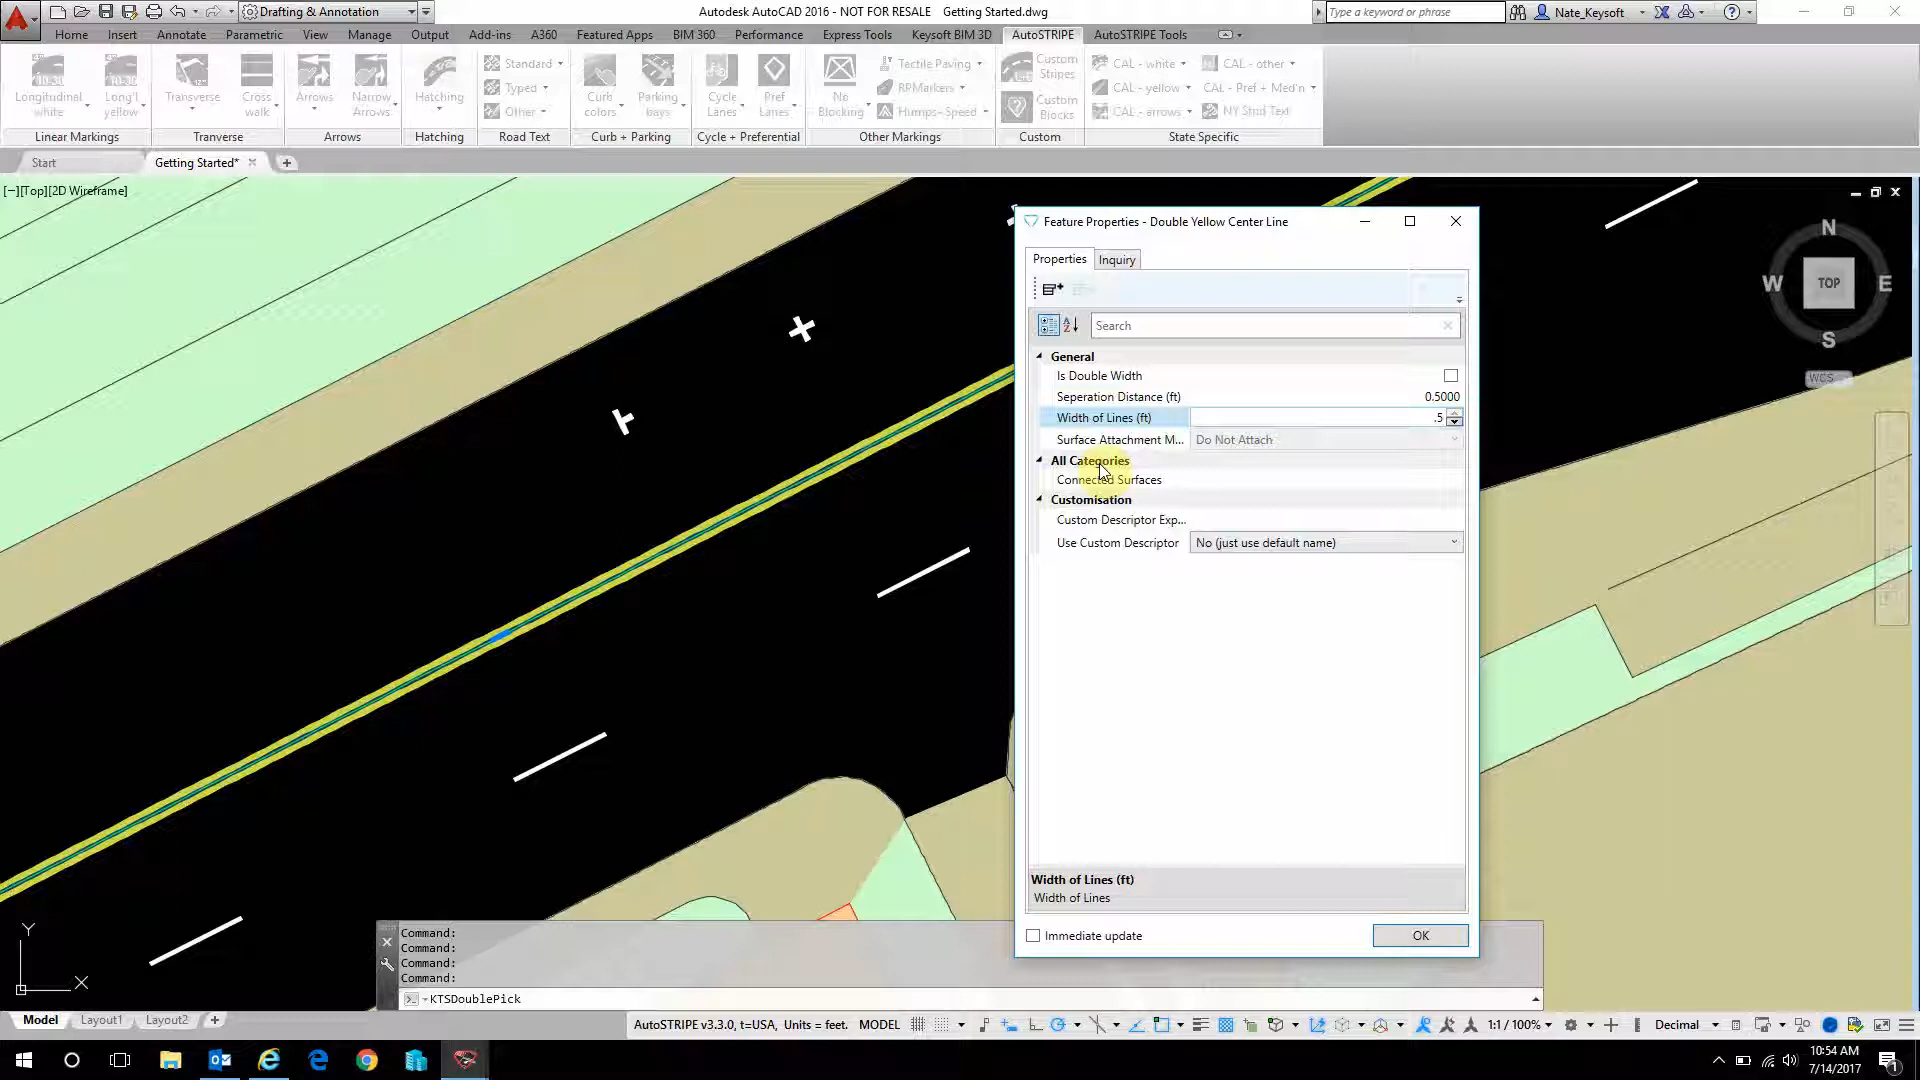 Drafting & Annotation
Autodesk AutoCAD 2016 - NOT FOR RESALE Getting Started.dwg
Type a keyword or phrase
Nate_Keysoft
Home Insert Annotate Parametric View Manage Output Add-ins A360 Featured Apps BIM 360 Performance Express Tools Keysoft BIM 3D AutoSTRIPE AutoSTRIPE Tools
Longitudinal white
Long'l yellow
Transverse
Cross walk
Arrows
Narrow Arrows
Hatching
Standard
Typed
Other
Curb colors
Parking bays
Cycle Lanes
Pref Lanes
No Blocking
Tactile Paving
RPMarkers
Humps- Speed
Custom Stripes
Custom Blocks
CAL - white
CAL - yellow
CAL - arrows
CAL - other
CAL - Pref + Med'n
NY Stnd Text
Linear Markings Tranverse Arrows Hatching Road Text Curb + Parking Cycle + Preferential Other Markings Custom State Specific
Start Getting Started*
[−][Top][2D Wireframe]
N
W TOP E
S
WCS
Feature Properties - Double Yellow Center Line
Properties Inquiry
Search
General
Is Double Width
Seperation Distance (ft) 0.5000
Width of Lines (ft) .5
Surface Attachment M... Do Not Attach
All Categories
Connected Surfaces
Customisation
Custom Descriptor Exp...
Use Custom Descriptor No (just use default name)
Width of Lines (ft)
Width of Lines
Immediate update OK
Y
X
Command:
Command:
Command:
Command:
KTSDoublePick
Model Layout1 Layout2
AutoSTRIPE v3.3.0, t=USA, Units = feet. MODEL 1:1 / 100% Decimal
10:54 AM
7/14/2017
1